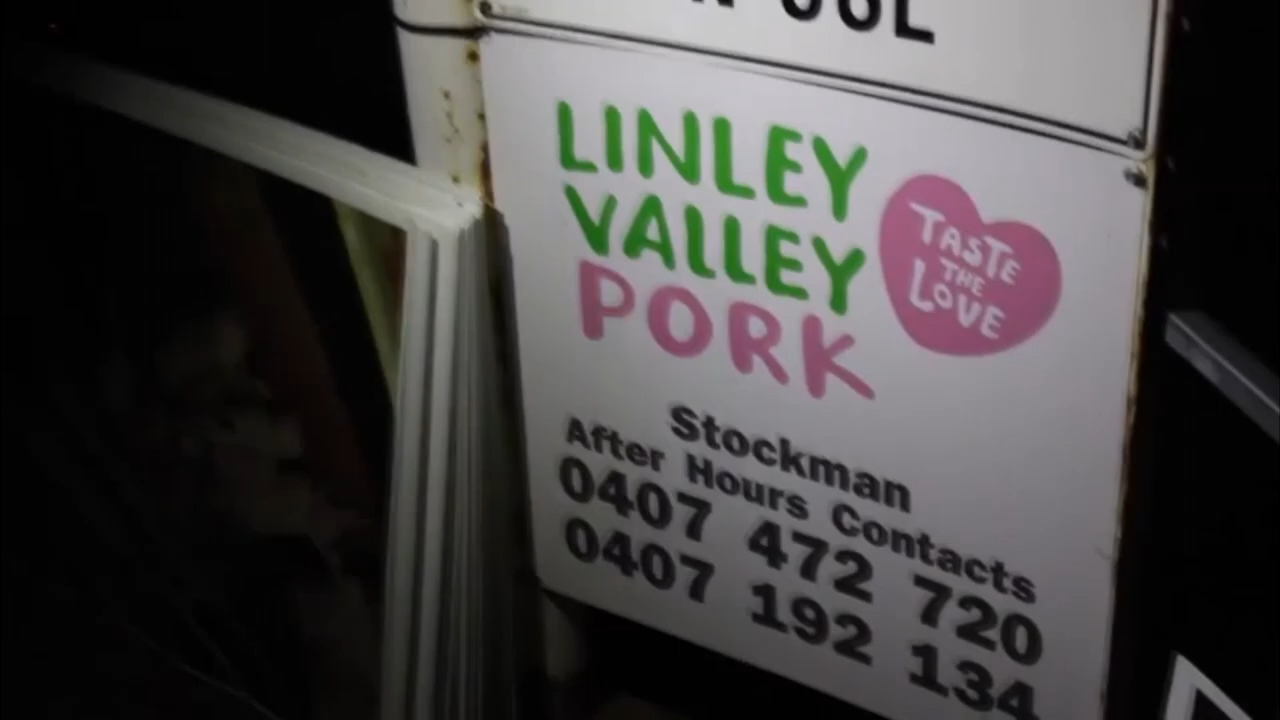 LINLEY
VALLEY
PORK
TASTE
THE
LOVE
Stockman
After Hours Contacts
0407 472 720
0407 192 134